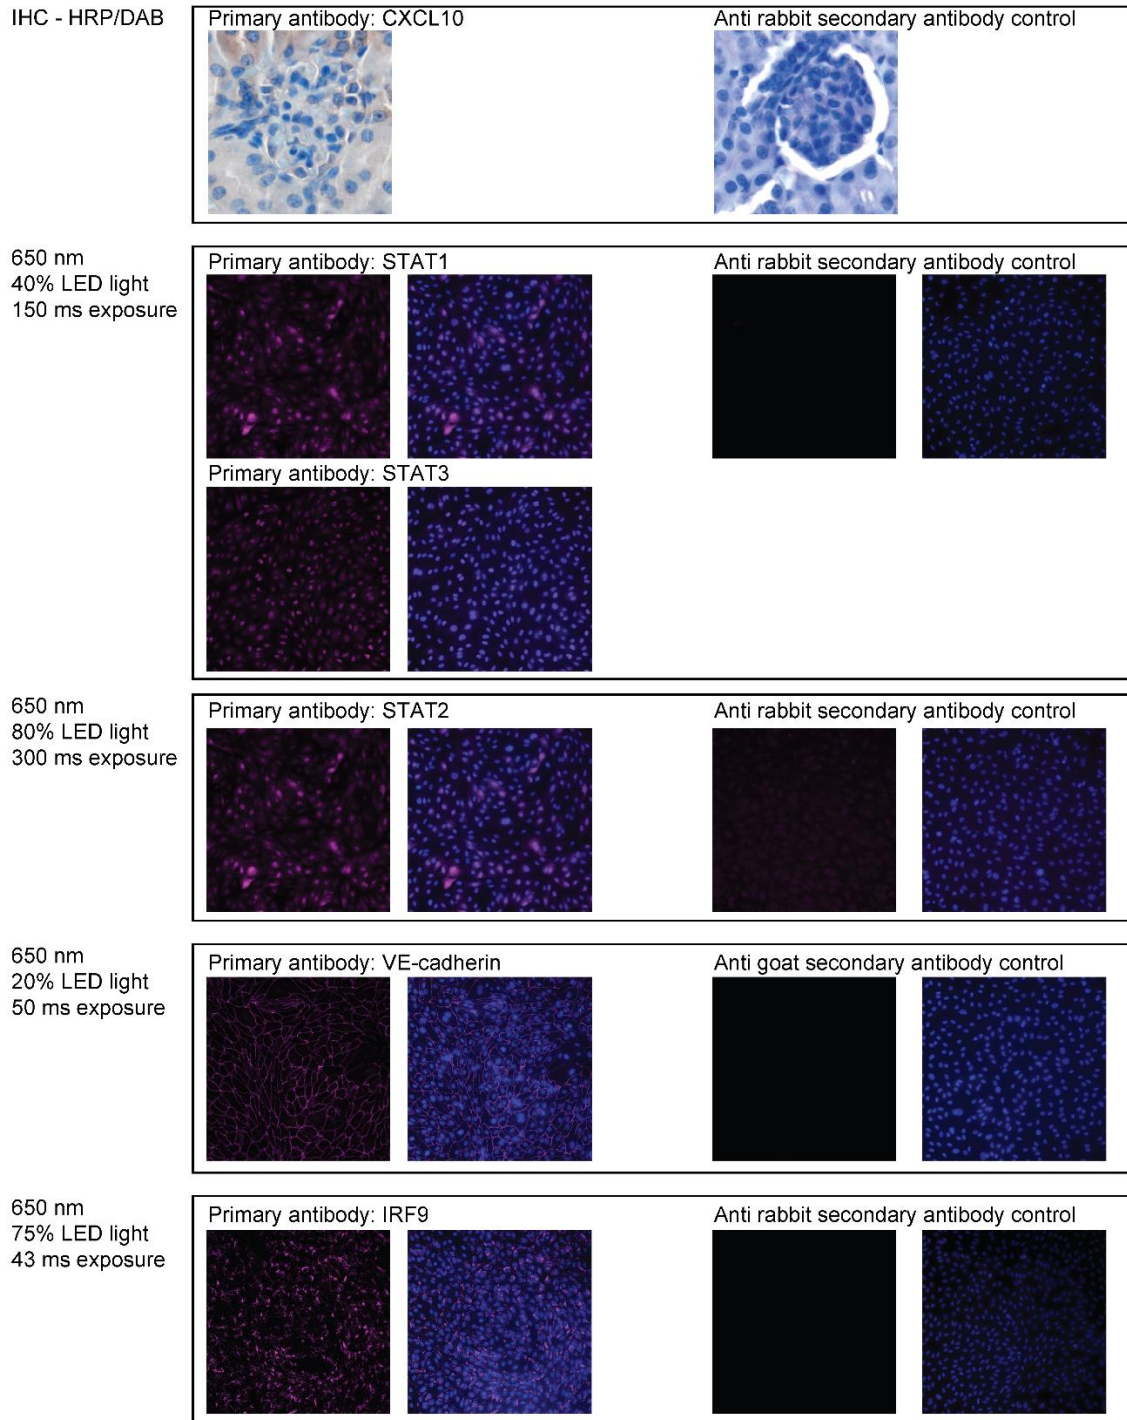 IHC - HRP/DAB
Primary antibody: CXCL10
Anti rabbit secondary antibody control
650 nm
40% LED light
150 ms exposure
Primary antibody: STAT1
Anti rabbit secondary antibody control
Primary antibody: STAT3
650 nm
80% LED light
300 ms exposure
Primary antibody: STAT2
Anti rabbit secondary antibody control
650 nm
20% LED light
50 ms exposure
Primary antibody: VE-cadherin
Anti goat secondary antibody control
650 nm
75% LED light
43 ms exposure
Primary antibody: IRF9
Anti rabbit secondary antibody control